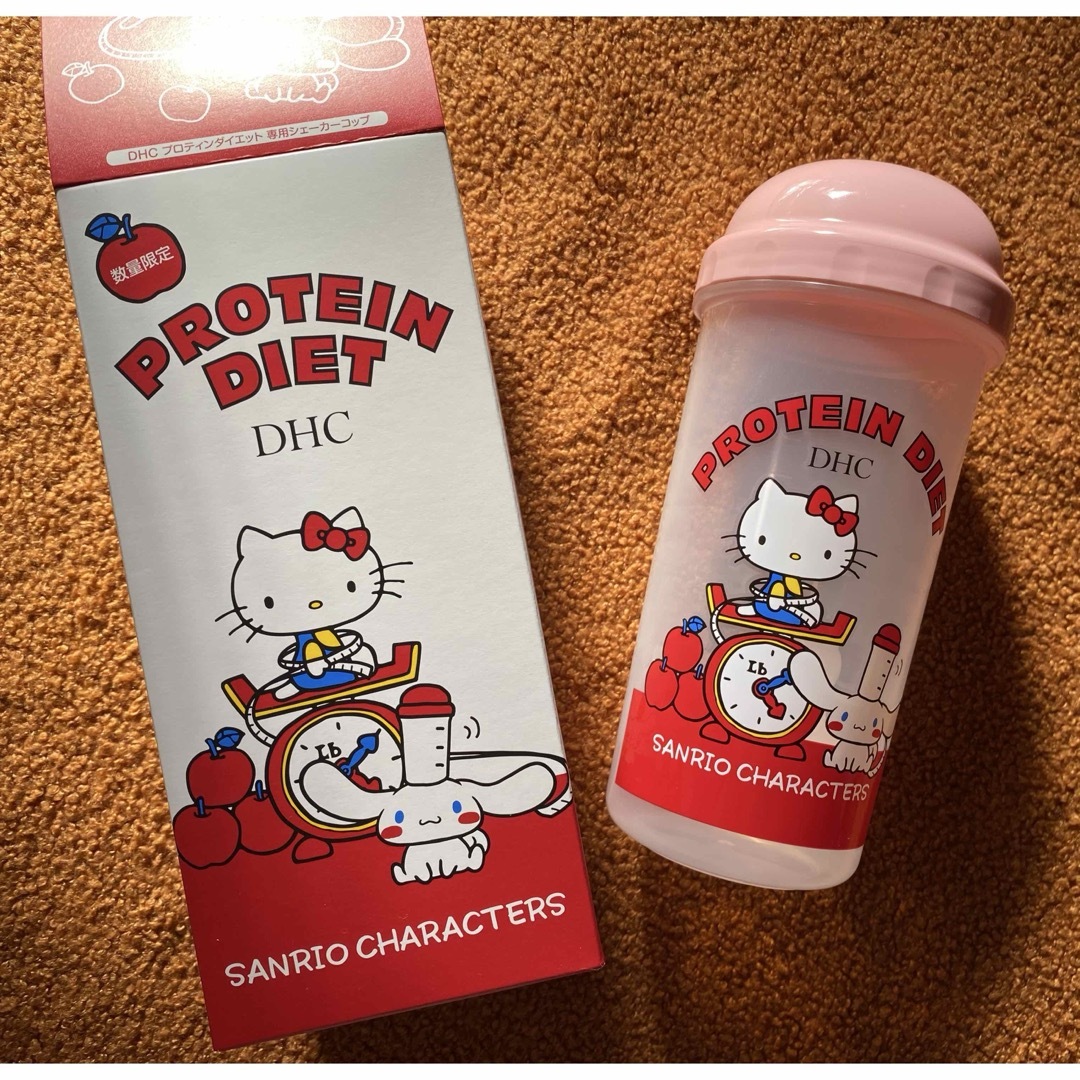 DHC プロティンダイエット 専用シェーカーコップ
数量限定
PROTEIN
DIET
DHC
Lb
SANRIO CHARACTERS
PROTEIN DIET
DHC
Lb
SANRIO CHARACTERS